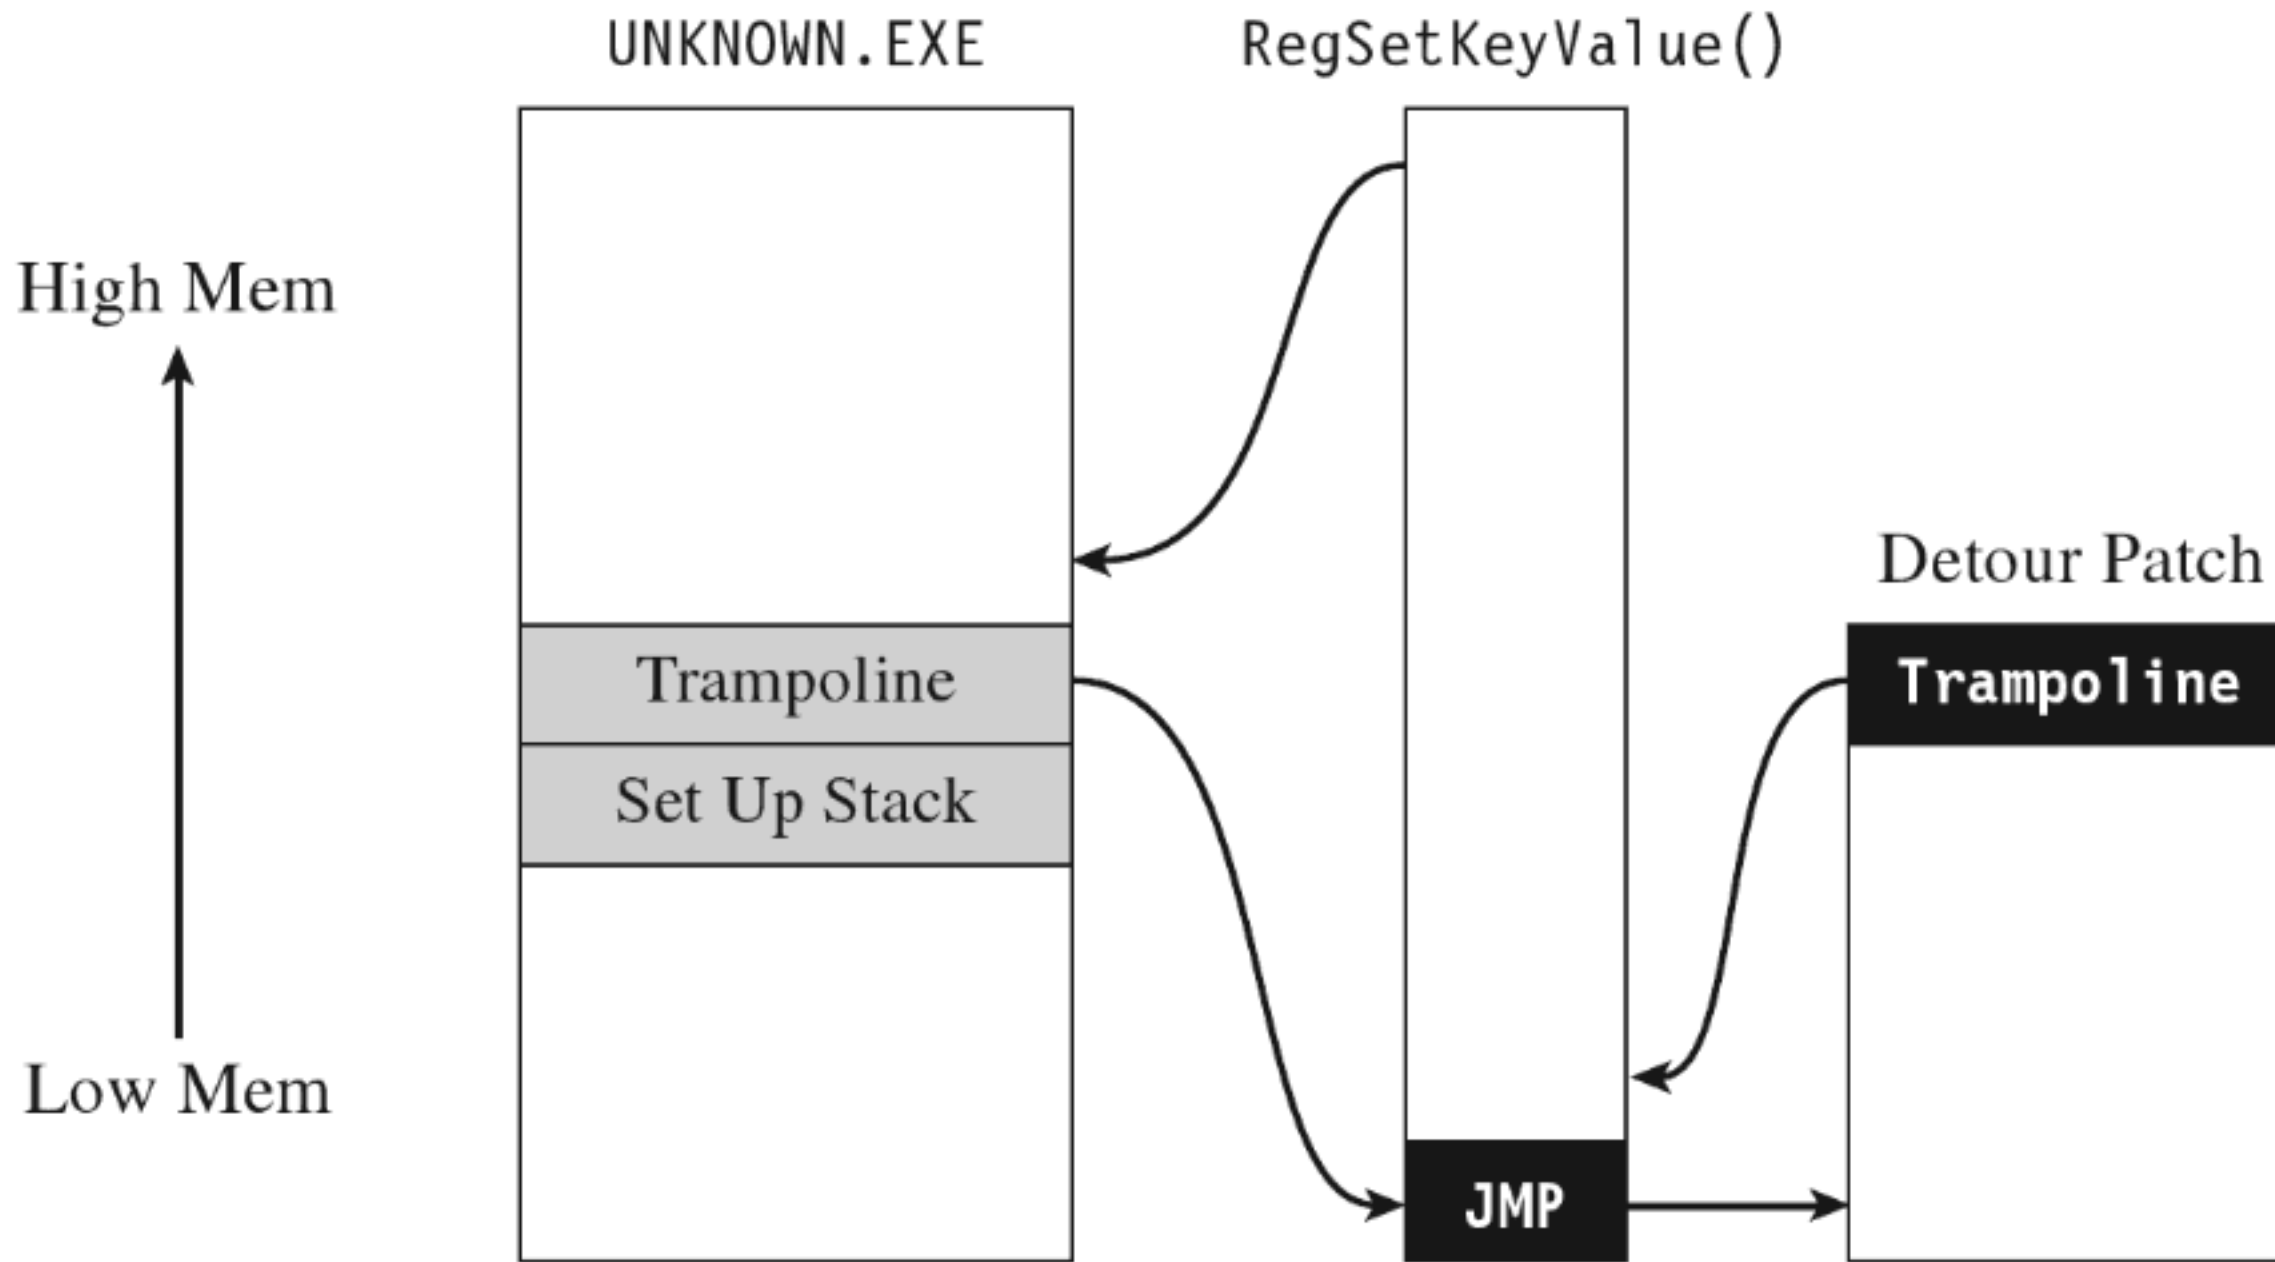 UNKNOWN.EXE
RegSetKeyValue()
High Mem
Low Mem
Trampoline
Set Up Stack
JMP
Detour Patch
Trampoline